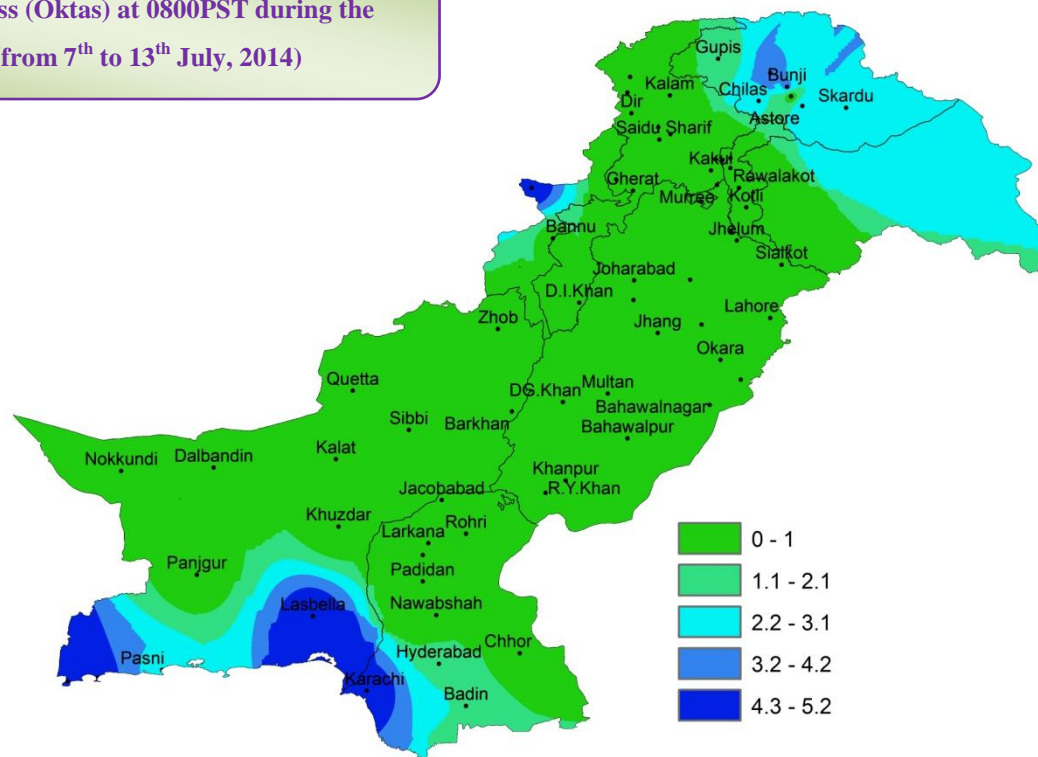 ss (Oktas) at 0800PST during the
from 7th to 13th July, 2014)
Gupis
Bunji
Kalam
Chilas
Skardu
Dir
Astore
Saidu Sharif
Kakul
Rawalakot
Gherat
Murree
Kotli
Bannu
Jhelum
Sialkot
Joharabad
D.I.Khan
Lahore
Zhob
Jhang
Okara
Quetta
Multan
DG.Khan
Bahawalnagar
Sibbi
Barkhan
Bahawalpur
Kalat
Nokkundi
Dalbandin
Khanpur
Jacobabad
R.Y.Khan
Khuzdar
Rohri
Larkana
0 - 1
Panjgur
Padidan
1.1 - 2.1
Lasbella
Nawabshah
2.2 - 3.1
Chhor
Hyderabad
Pasni
3.2 - 4.2
Karachi
Badin
4.3 - 5.2